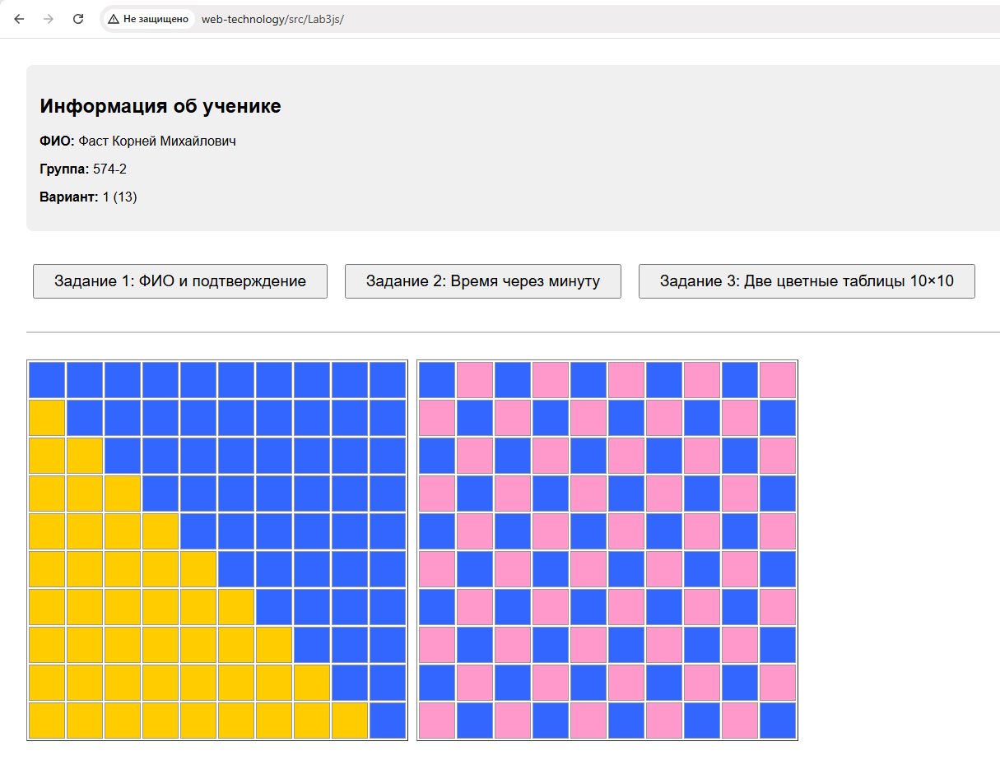 Не защищено web-technology/src/Lab3js/
Информация об ученике
ФИО: Фаст Корней Михайлович
Группа: 574-2
Вариант: 1 (13)
Задание 1: ФИО и подтверждение
Задание 2: Время через минуту
Задание 3: Две цветные таблицы 10×10